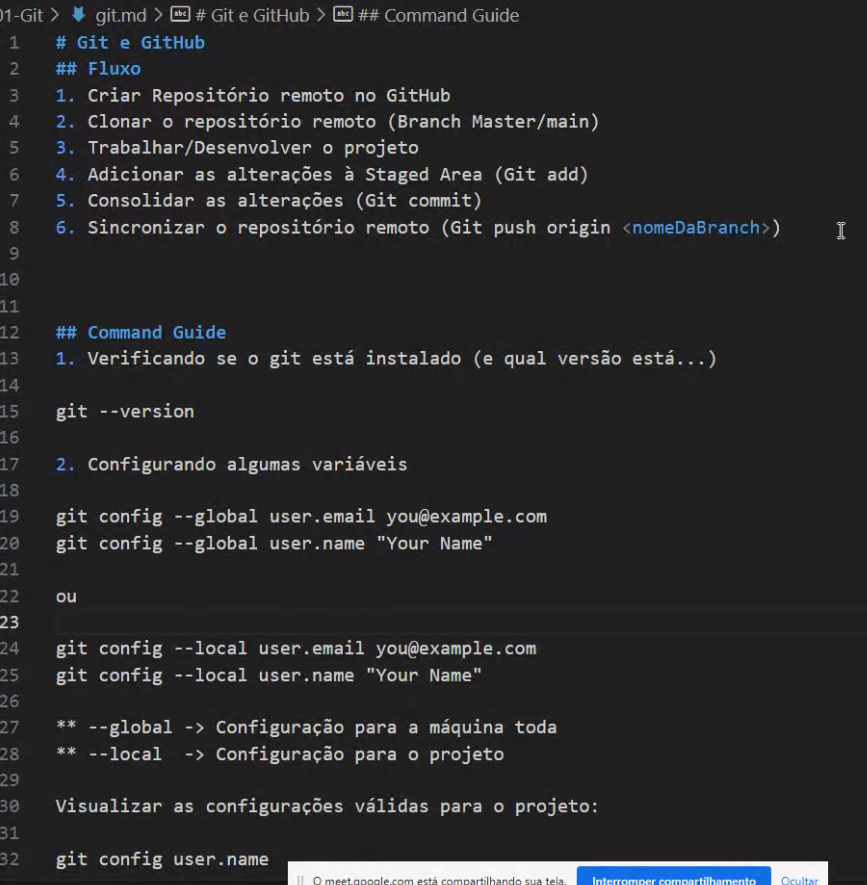 01-Git > git.md > # Git e GitHub > ## Command Guide
1 # Git e GitHub
2 ## Fluxo
3 1. Criar Repositório remoto no GitHub
4 2. Clonar o repositório remoto (Branch Master/main)
5 3. Trabalhar/Desenvolver o projeto
6 4. Adicionar as alterações à Staged Area (Git add)
7 5. Consolidar as alterações (Git commit)
8 6. Sincronizar o repositório remoto (Git push origin <nomeDaBranch>)
9
10
11
12 ## Command Guide
13 1. Verificando se o git está instalado (e qual versão está...)
14
15 git --version
16
17 2. Configurando algumas variáveis
18
19 git config --global user.email you@example.com
20 git config --global user.name "Your Name"
21
22 ou
23
24 git config --local user.email you@example.com
25 git config --local user.name "Your Name"
26
27 ** --global -> Configuração para a máquina toda
28 ** --local  -> Configuração para o projeto
29
30 Visualizar as configurações válidas para o projeto:
31
32 git config user.name
O meet.google.com está compartilhando sua tela. Interromper compartilhamento Ocultar